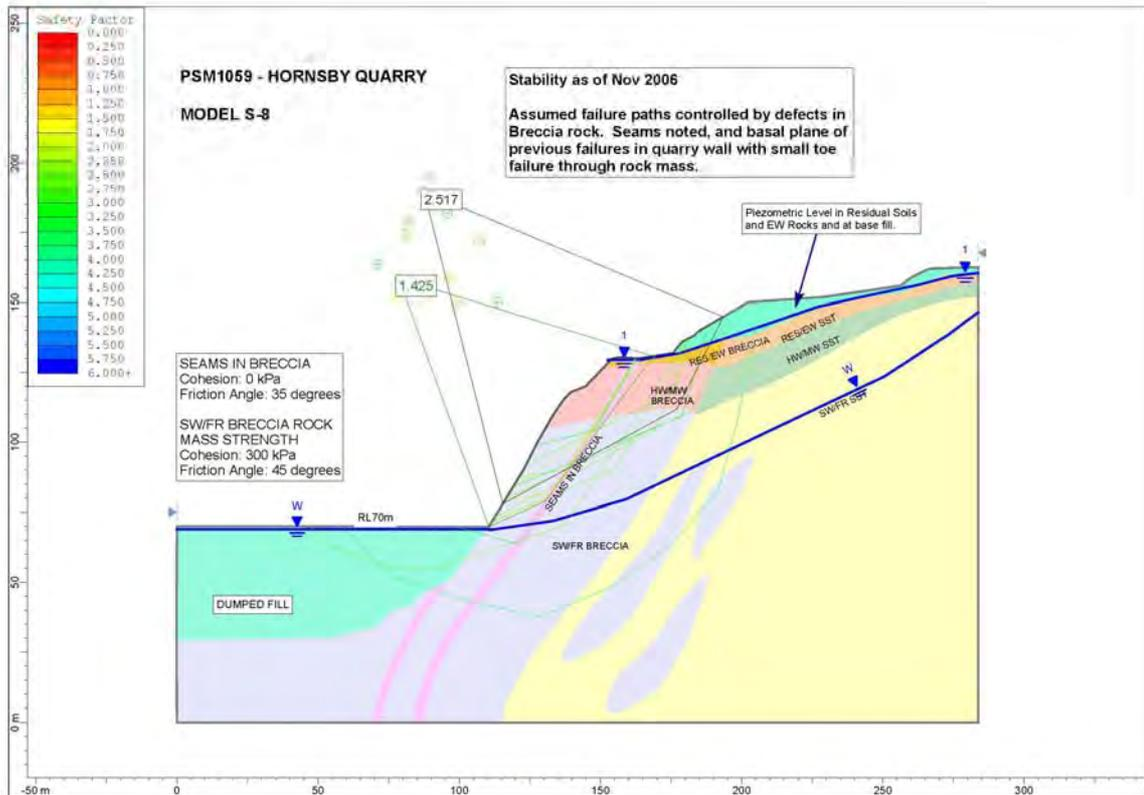 Safety Factor
0.000
0.250
0.500
0.750
1.000
1.250
1.500
1.750
2.000
2.250
2.500
2.750
3.000
3.250
3.500
3.750
4.000
4.250
4.500
4.750
5.000
5.250
5.500
5.750
6.000+
PSM1059 - HORNSBY QUARRY
MODEL S-8
Stability as of Nov 2006
Assumed failure paths controlled by defects in
Breccia rock. Seams noted, and basal plane of
previous failures in quarry wall with small toe
failure through rock mass.
2.517
1.425
Piezometric Level in Residual Soils
and EW Rocks and at base fill.
1
1
RES/EW BRECCIA
RES/EW SST
HW/MW SST
HW/MW
BRECCIA
SEAMS IN BRECCIA
Cohesion: 0 kPa
Friction Angle: 35 degrees
SW/FR BRECCIA ROCK
MASS STRENGTH
Cohesion: 300 kPa
Friction Angle: 45 degrees
W
SW/FR SST
SEAMS IN BRECCIA
W
RL70m
SW/FR BRECCIA
DUMPED FILL
250
200
150
100
50
0 m
-50 m
0
50
100
150
200
250
300